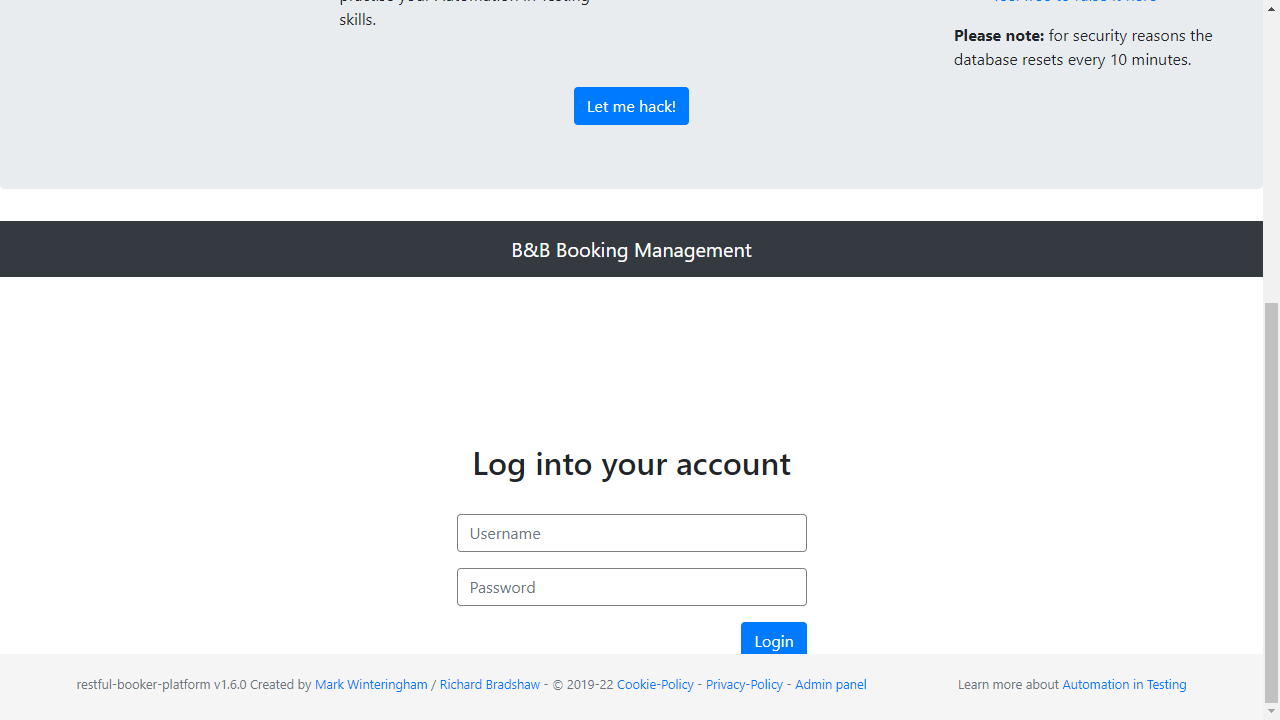 skills.
Please note: for security reasons the
database resets every 10 minutes.
Let me hack!
B&B Booking Management
Log into your account
Username
Password
Login
restful-booker-platform v1.6.0 Created by Mark Winteringham / Richard Bradshaw - © 2019-22 Cookie-Policy - Privacy-Policy - Admin panel
Learn more about Automation in Testing